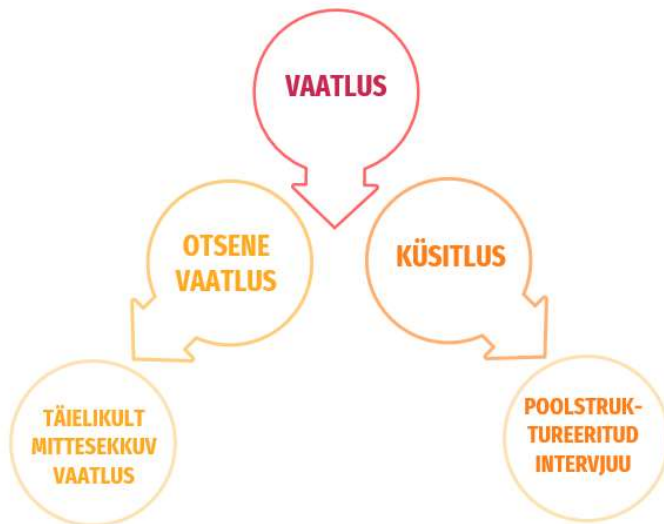 VAATLUS
OTSENE
VAATLUS
KÜSITLUS
TÄIELIKULT
MITTESEKKUV
VAATLUS
POOLSTRUK-
TUREERITUD
INTERVJUU